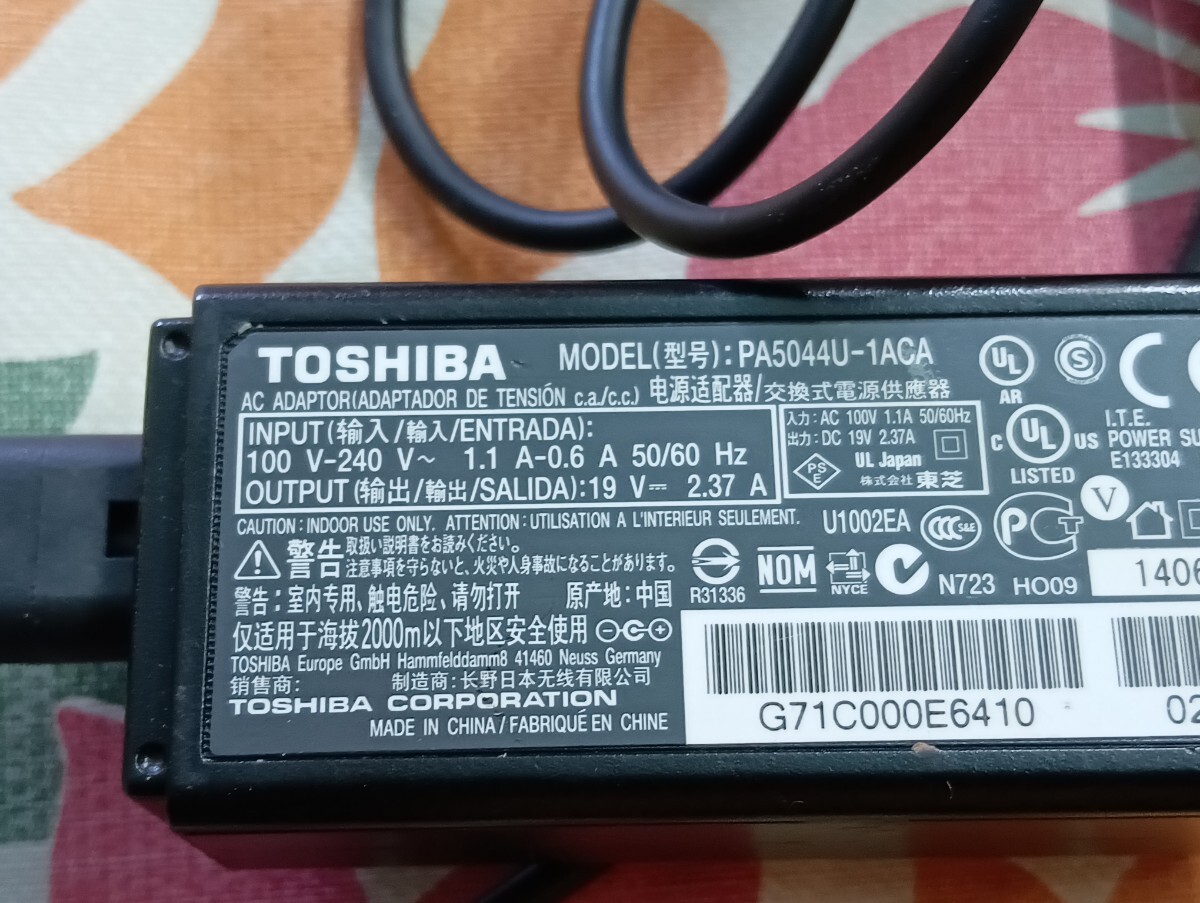 TOSHIBA MODEL(型号): PA5044U-1ACA
AC ADAPTOR(ADAPTADOR DE TENSIÓN c.a./c.c.) 电源适配器/交換式電源供應器
INPUT(输入/輸入/ENTRADA):
100 V-240 V~ 1.1 A-0.6 A 50/60 Hz
OUTPUT(输出/輸出/SALIDA):19 V⎓ 2.37 A
入力: AC 100V 1.1A 50/60Hz
出力: DC 19V 2.37A
PS
E
UL Japan
株式会社 東芝
UL
AR
S
CE
C UL US
LISTED
I.T.E.
POWER SU
E133304
CAUTION:INDOOR USE ONLY. ATTENTION:UTILISATION A L'INTERIEUR SEULEMENT.
U1002EA
CCC S&E
V
警告 取扱い説明書をお読みください。
注意事項を守らないと、火災や人身事故になることがあります。
R31336
NOM
NYCE
N723
HO09
1406
警告:室内专用、触电危险、请勿打开 原产地:中国
仅适用于海拔2000m以下地区安全使用
TOSHIBA Europe GmbH Hammfelddamm8 41460 Neuss Germany
销售商: 制造商:长野日本无线有限公司
TOSHIBA CORPORATION
MADE IN CHINA/FABRIQUÉ EN CHINE
G71C000E6410
02